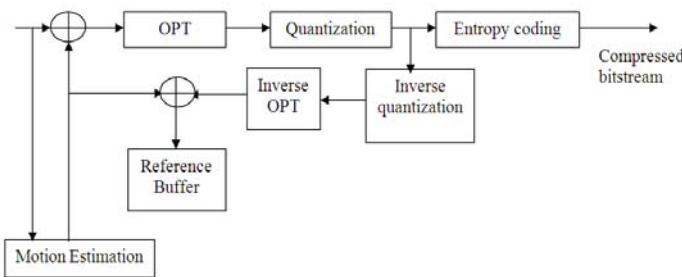 OPT
Quantization
Entropy coding
Compressed
bitstream
Inverse
OPT
Inverse
quantization
Reference
Buffer
Motion Estimation